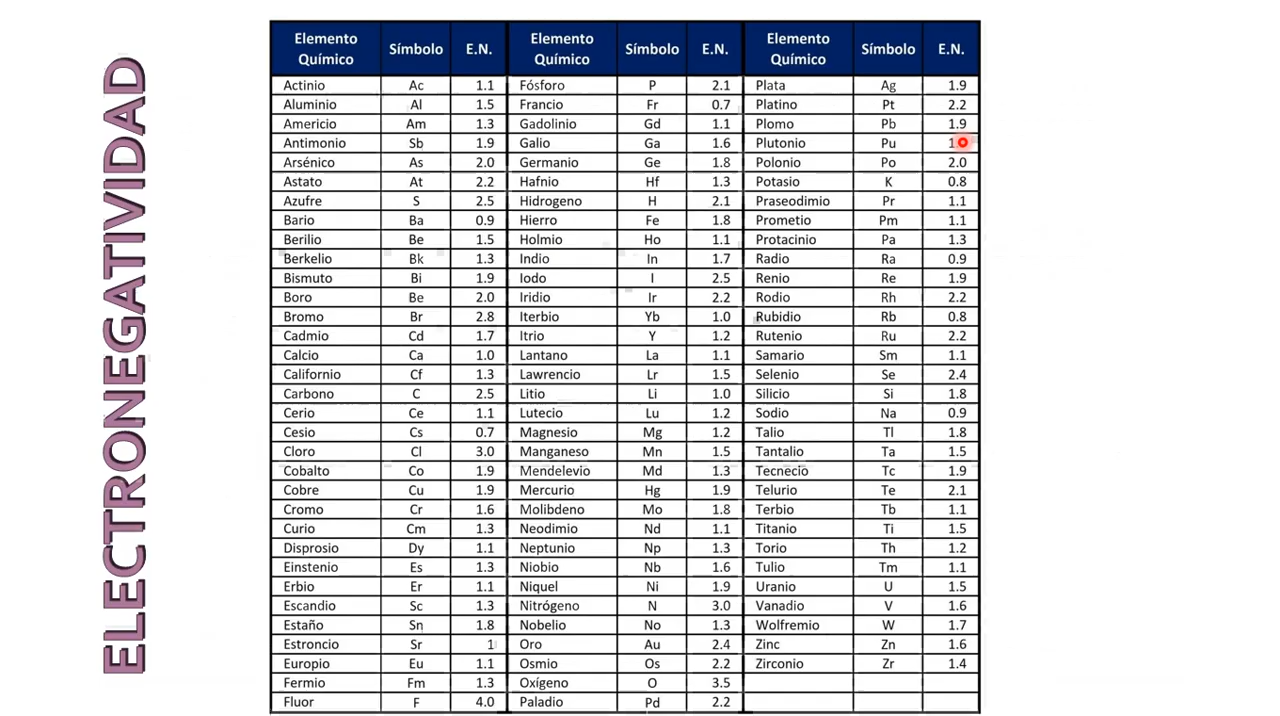 ELECTRONEGATIVIDAD
Elemento Químico Símbolo E.N. Elemento Químico Símbolo E.N. Elemento Químico Símbolo E.N.
Actinio Ac 1.1 Fósforo P 2.1 Plata Ag 1.9
Aluminio Al 1.5 Francio Fr 0.7 Platino Pt 2.2
Americio Am 1.3 Gadolinio Gd 1.1 Plomo Pb 1.9
Antimonio Sb 1.9 Galio Ga 1.6 Plutonio Pu
Arsénico As 2.0 Germanio Ge 1.8 Polonio Po 2.0
Astato At 2.2 Hafnio Hf 1.3 Potasio K 0.8
Azufre S 2.5 Hidrogeno H 2.1 Praseodimio Pr 1.1
Bario Ba 0.9 Hierro Fe 1.8 Prometio Pm 1.1
Berilio Be 1.5 Holmio Ho 1.1 Protacinio Pa 1.3
Berkelio Bk 1.3 Indio In 1.7 Radio Ra 0.9
Bismuto Bi 1.9 Iodo I 2.5 Renio Re 1.9
Boro Be 2.0 Iridio Ir 2.2 Rodio Rh 2.2
Bromo Br 2.8 Iterbio Yb 1.0 Rubidio Rb 0.8
Cadmio Cd 1.7 Itrio Y 1.2 Rutenio Ru 2.2
Calcio Ca 1.0 Lantano La 1.1 Samario Sm 1.1
Californio Cf 1.3 Lawrencio Lr 1.5 Selenio Se 2.4
Carbono C 2.5 Litio Li 1.0 Silicio Si 1.8
Cerio Ce 1.1 Lutecio Lu 1.2 Sodio Na 0.9
Cesio Cs 0.7 Magnesio Mg 1.2 Talio Tl 1.8
Cloro Cl 3.0 Manganeso Mn 1.5 Tantalio Ta 1.5
Cobalto Co 1.9 Mendelevio Md 1.3 Tecnecio Tc 1.9
Cobre Cu 1.9 Mercurio Hg 1.9 Telurio Te 2.1
Cromo Cr 1.6 Molibdeno Mo 1.8 Terbio Tb 1.1
Curio Cm 1.3 Neodimio Nd 1.1 Titanio Ti 1.5
Disprosio Dy 1.1 Neptunio Np 1.3 Torio Th 1.2
Einstenio Es 1.3 Niobio Nb 1.6 Tulio Tm 1.1
Erbio Er 1.1 Niquel Ni 1.9 Uranio U 1.5
Escandio Sc 1.3 Nitrógeno N 3.0 Vanadio V 1.6
Estaño Sn 1.8 Nobelio No 1.3 Wolfremio W 1.7
Estroncio Sr 1 Oro Au 2.4 Zinc Zn 1.6
Europio Eu 1.1 Osmio Os 2.2 Zirconio Zr 1.4
Fermio Fm 1.3 Oxígeno O 3.5
Fluor F 4.0 Paladio Pd 2.2